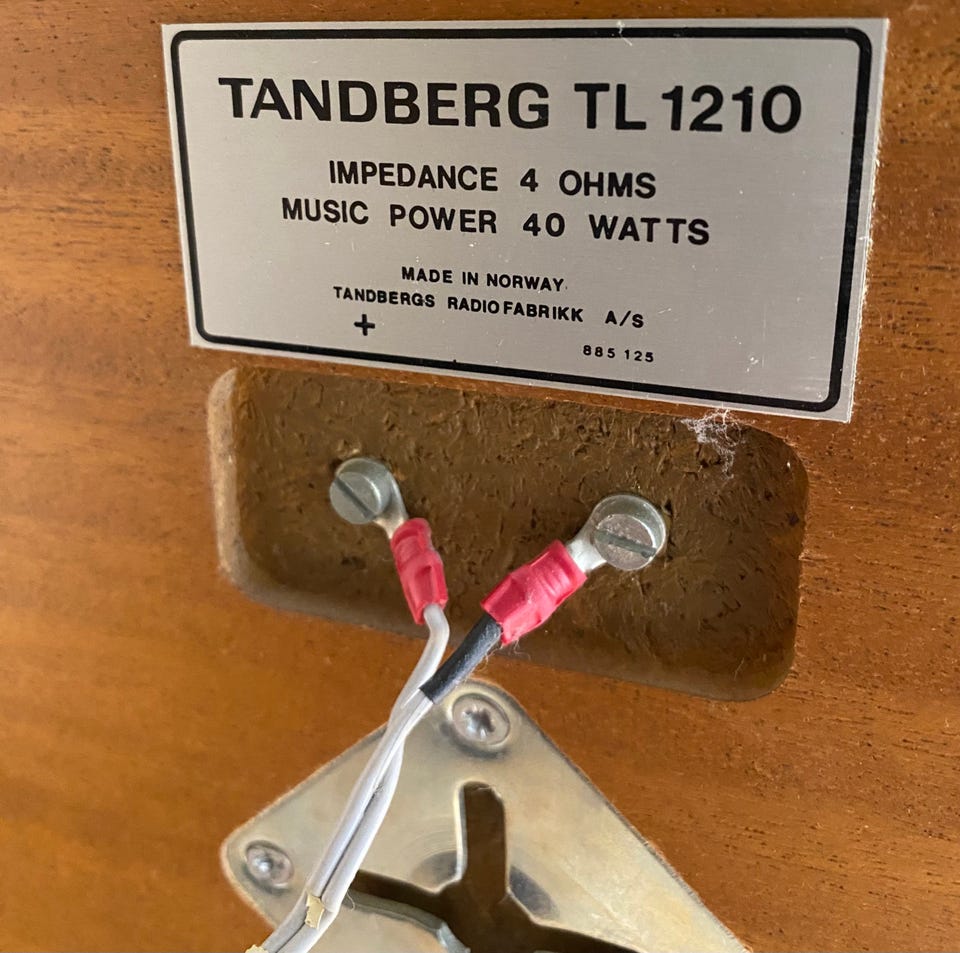 TANDBERG TL 1210
IMPEDANCE 4 OHMS
MUSIC POWER 40 WATTS
MADE IN NORWAY
TANDBERGS RADIOFABRIKK A/S
+
885 125